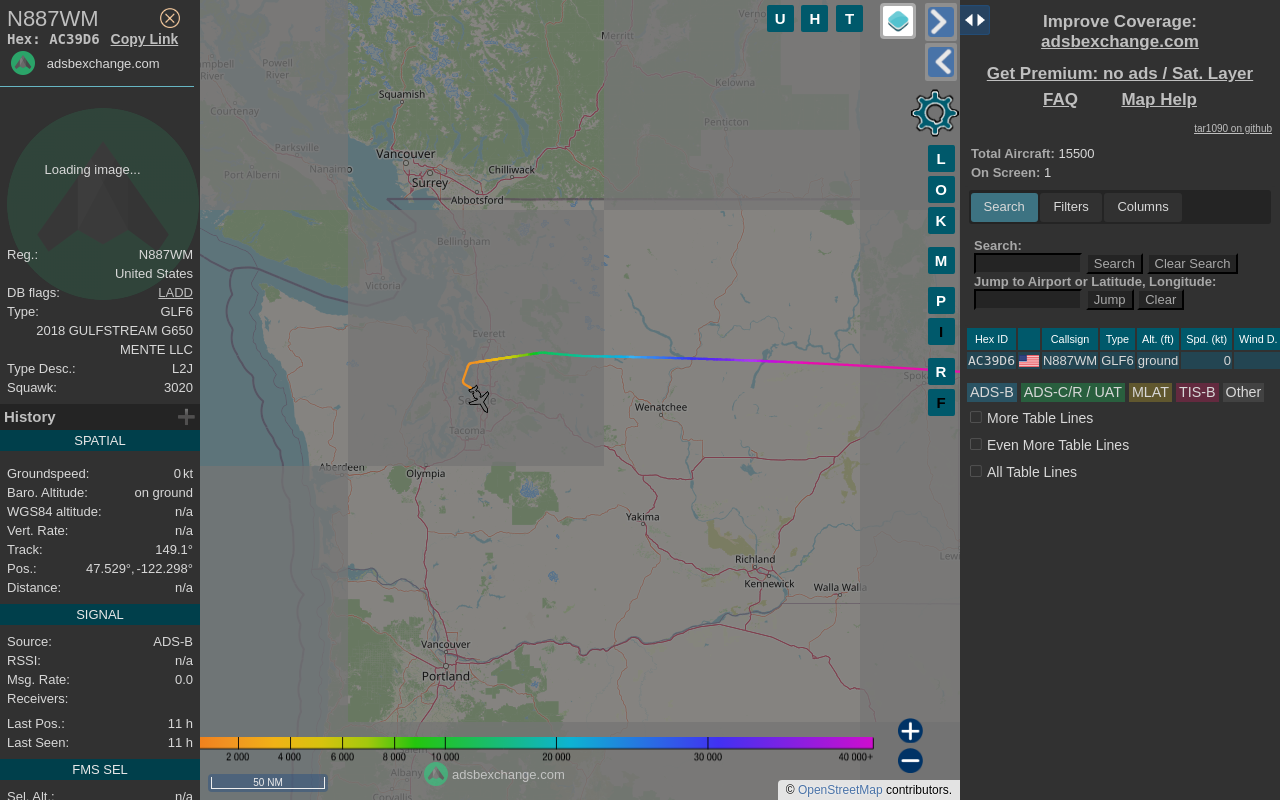 N887WM
Hex: AC39D6 Copy Link
adsbexchange.com
Loading image...
Reg.: N887WM
United States
DB flags: LADD
Type: GLF6
2018 GULFSTREAM G650
MENTE LLC
Type Desc.: L2J
Squawk: 3020
History
SPATIAL
Groundspeed: 0 kt
Baro. Altitude: on ground
WGS84 altitude: n/a
Vert. Rate: n/a
Track: 149.1°
Pos.: 47.529°, -122.298°
Distance: n/a
SIGNAL
Source: ADS-B
RSSI: n/a
Msg. Rate: 0.0
Receivers:
Last Pos.: 11 h
Last Seen: 11 h
FMS SEL
Sel. Alt.: n/a
U H T
Merritt
Powell River
Squamish
Kelowna
Courtenay
Penticton
Parksville
Vancouver
Port Alberni
Nanaimo
Chilliwack
Surrey
Abbotsford
Bellingham
Victoria
Everett
Wenatchee
Tacoma
Aberdeen
Olympia
Yakima
Richland
Kennewick
Walla Walla
Vancouver
Portland
Albany
Corvallis
L
O
K
M
P
I
R
F
2 000 4 000 6 000 8 000 10 000 20 000 30 000 40 000+
50 NM
adsbexchange.com
© OpenStreetMap contributors.
Improve Coverage:
adsbexchange.com
Get Premium: no ads / Sat. Layer
FAQ Map Help
tar1090 on github
Total Aircraft: 15500
On Screen: 1
Search Filters Columns
Search:
Search Clear Search
Jump to Airport or Latitude, Longitude:
Jump Clear
Hex ID Callsign Type Alt. (ft) Spd. (kt) Wind D.
AC39D6 N887WM GLF6 ground 0
ADS-B ADS-C/R / UAT MLAT TIS-B Other
More Table Lines
Even More Table Lines
All Table Lines